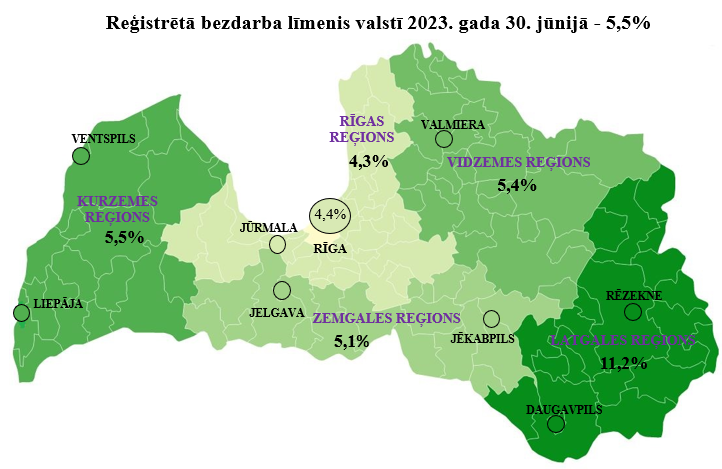 Reģistrētā bezdarba līmenis valstī 2023. gada 30. jūnijā - 5,5%
RĪGAS
REĢIONS
4,3%
VALMIERA
VENTSPILS
VIDZEMES REĢIONS
5,4%
KURZEMES
REĢIONS
5,5%
4,4%
JŪRMALA
RĪGA
RĒZEKNE
LIEPĀJA
JELGAVA
ZEMGALES REĢIONS
5,1%
JĒKABPILS
LATGALES REĢIONS
11,2%
DAUGAVPILS